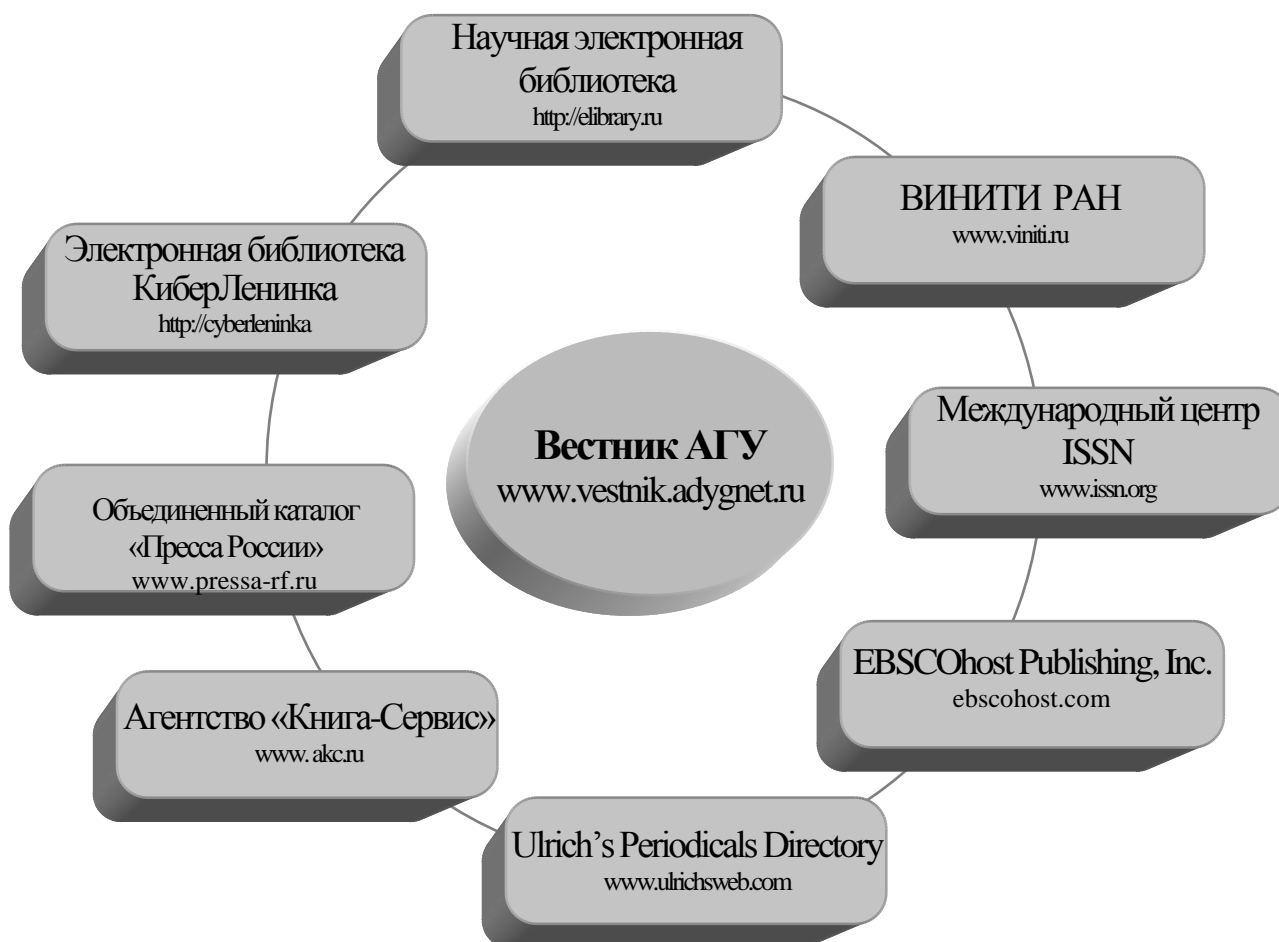 Научная электронная
библиотека
http://elibrary.ru
ВИНИТИ РАН
www.viniti.ru
Электронная библиотека
КиберЛенинка
http://cyberleninka
Вестник АГУ
www.vestnik.adygnet.ru
Международный центр
ISSN
www.issn.org
Объединенный каталог
«Пресса России»
www.pressa-rf.ru
EBSCOhost Publishing, Inc.
ebscohost.com
Агентство «Книга-Сервис»
www. akc.ru
Ulrich’s Periodicals Directory
www.ulrichsweb.com